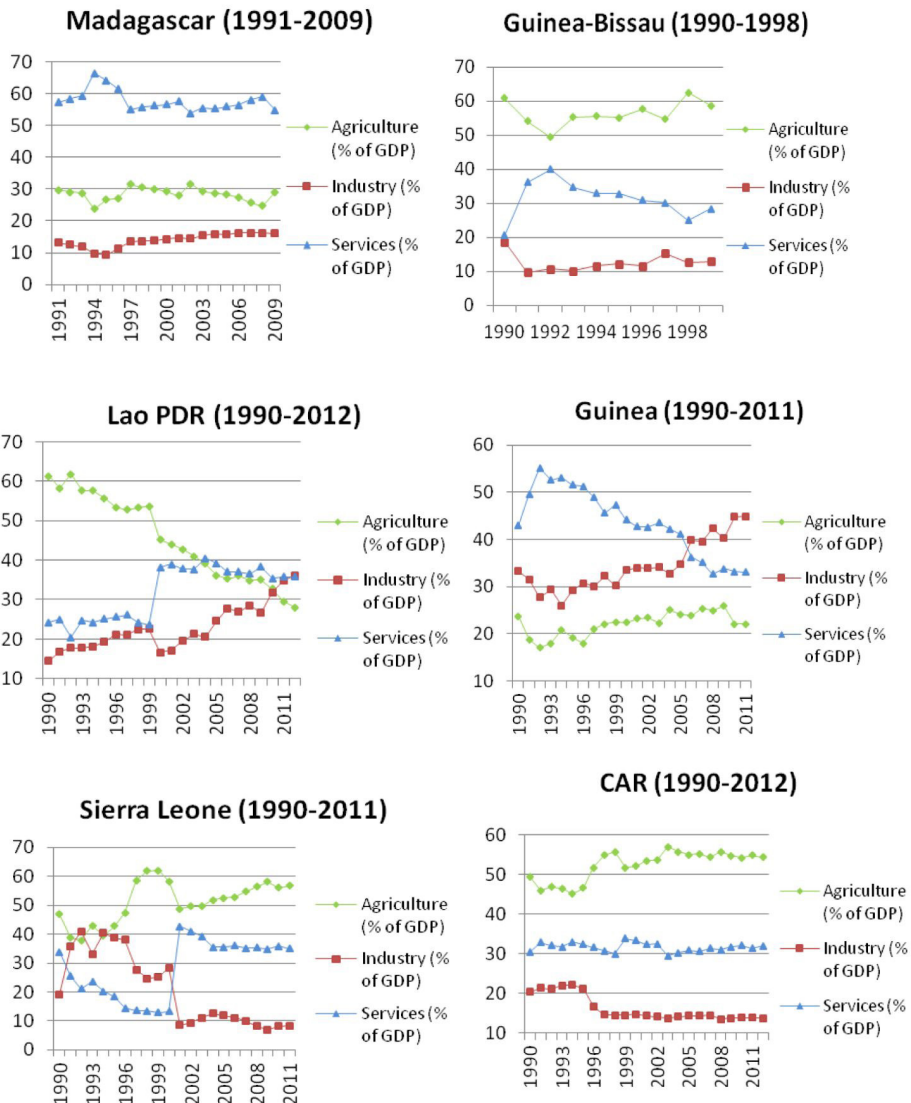 Madagascar (1991-2009)
70
60
50
40
30
20
10
0
1991
1994
1997
2000
2003
2006
2009
Agriculture
(% of GDP)
Industry (%
of GDP)
Services (%
of GDP)
Guinea-Bissau (1990-1998)
70
60
50
40
30
20
10
0
1990 1992 1994 1996 1998
Agriculture
(% of GDP)
Industry (%
of GDP)
Services (%
of GDP)
Lao PDR (1990-2012)
70
60
50
40
30
20
10
1990
1993
1996
1999
2002
2005
2008
2011
Agriculture
(% of GDP)
Industry (%
of GDP)
Services (%
of GDP)
Guinea (1990-2011)
60
50
40
30
20
10
1990
1993
1996
1999
2002
2005
2008
2011
Agriculture
(% of GDP)
Industry (%
of GDP)
Services (%
of GDP)
Sierra Leone (1990-2011)
70
60
50
40
30
20
10
0
1990
1993
1996
1999
2002
2005
2008
2011
Agriculture
(% of GDP)
Industry (%
of GDP)
Services (%
of GDP)
CAR (1990-2012)
60
50
40
30
20
10
1990
1993
1996
1999
2002
2005
2008
2011
Agriculture
(% of GDP)
Industry (%
of GDP)
Services (%
of GDP)